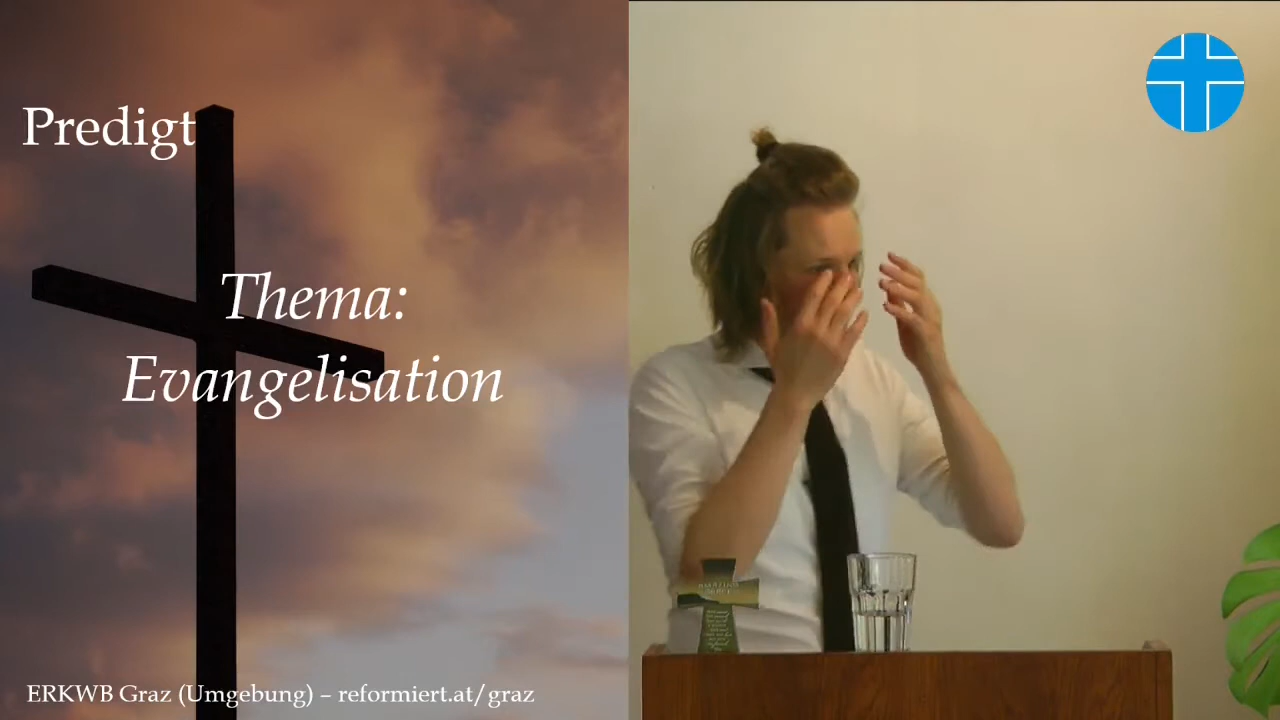 Predigt
Thema:
Evangelisation
ERKWB Graz (Umgebung) – reformiert.at/graz